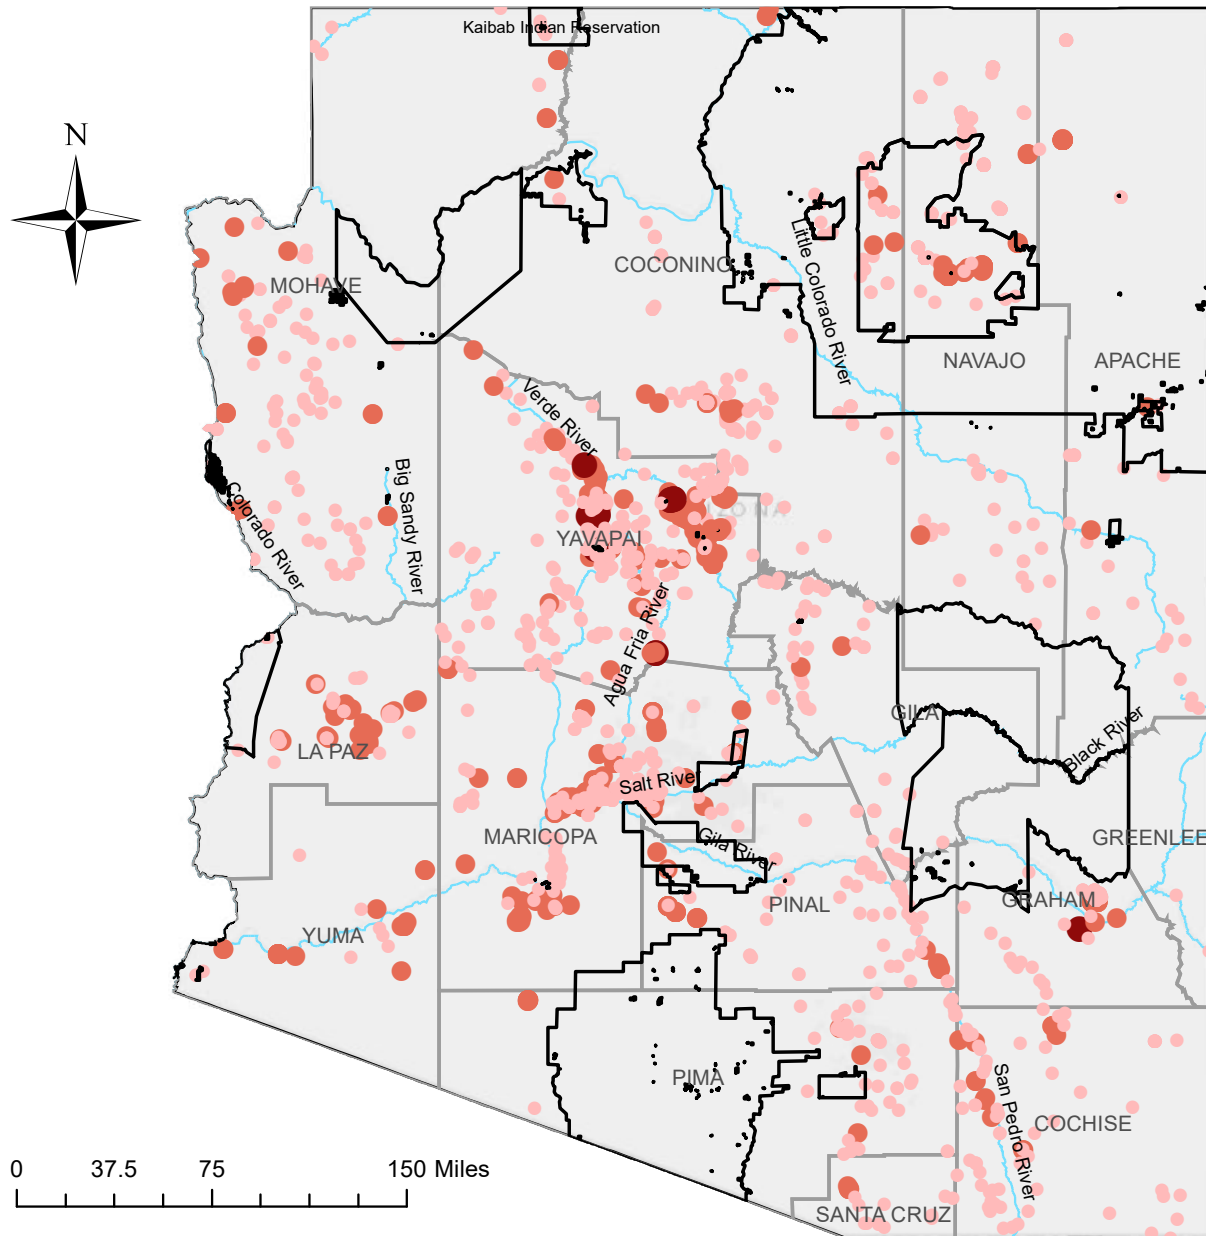 Kaibab Indian Reservation
N
Little Colorado River
COCONINO
MOHAVE
NAVAJO
APACHE
Verde River
Big Sandy River
Colorado River
IZONA
YAVAPAI
Agua Fria River
GILA
Black River
LA PAZ
Salt River
MARICOPA
Gila River
GREENLEE
GRAHAM
PINAL
YUMA
PIMA
San Pedro River
COCHISE
0 37.5 75 150 Miles
SANTA CRUZ